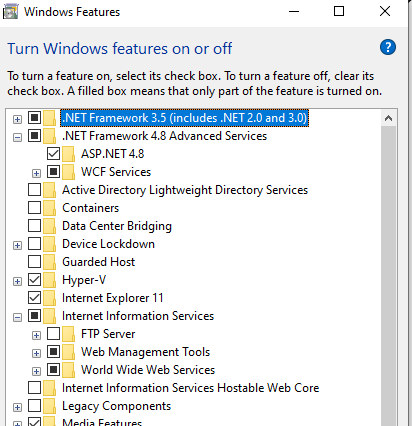 Windows Features
Turn Windows features on or off
?
To turn a feature on, select its check box. To turn a feature off, clear its
check box. A filled box means that only part of the feature is turned on.
.NET Framework 3.5 (includes .NET 2.0 and 3.0)
.NET Framework 4.8 Advanced Services
ASP.NET 4.8
WCF Services
Active Directory Lightweight Directory Services
Containers
Data Center Bridging
Device Lockdown
Guarded Host
Hyper-V
Internet Explorer 11
Internet Information Services
FTP Server
Web Management Tools
World Wide Web Services
Internet Information Services Hostable Web Core
Legacy Components
Media Features